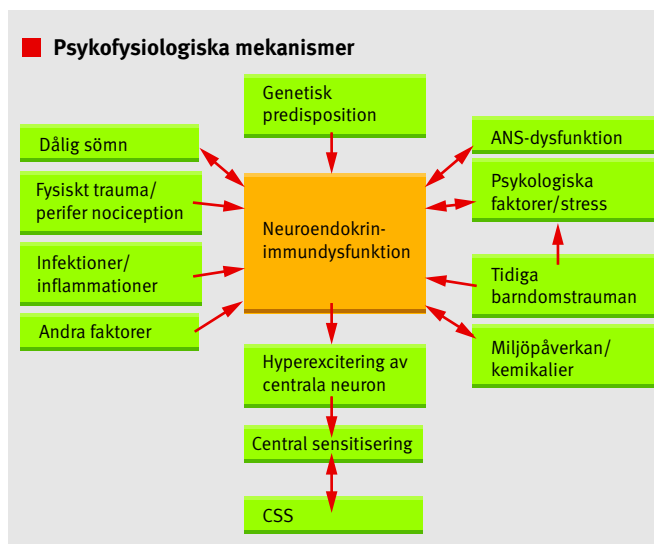 Psykofysiologiska mekanismer
Genetisk
predisposition
Dålig sömn
Fysiskt trauma/
perifer nociception
Infektioner/
inflammationer
Andra faktorer
Neuroendokrin-
immundysfunktion
ANS-dysfunktion
Psykologiska
faktorer/stress
Tidiga
barndomstrauman
Miljöpåverkan/
kemikalier
Hyperexcitering av
centrala neuron
Central sensitisering
CSS